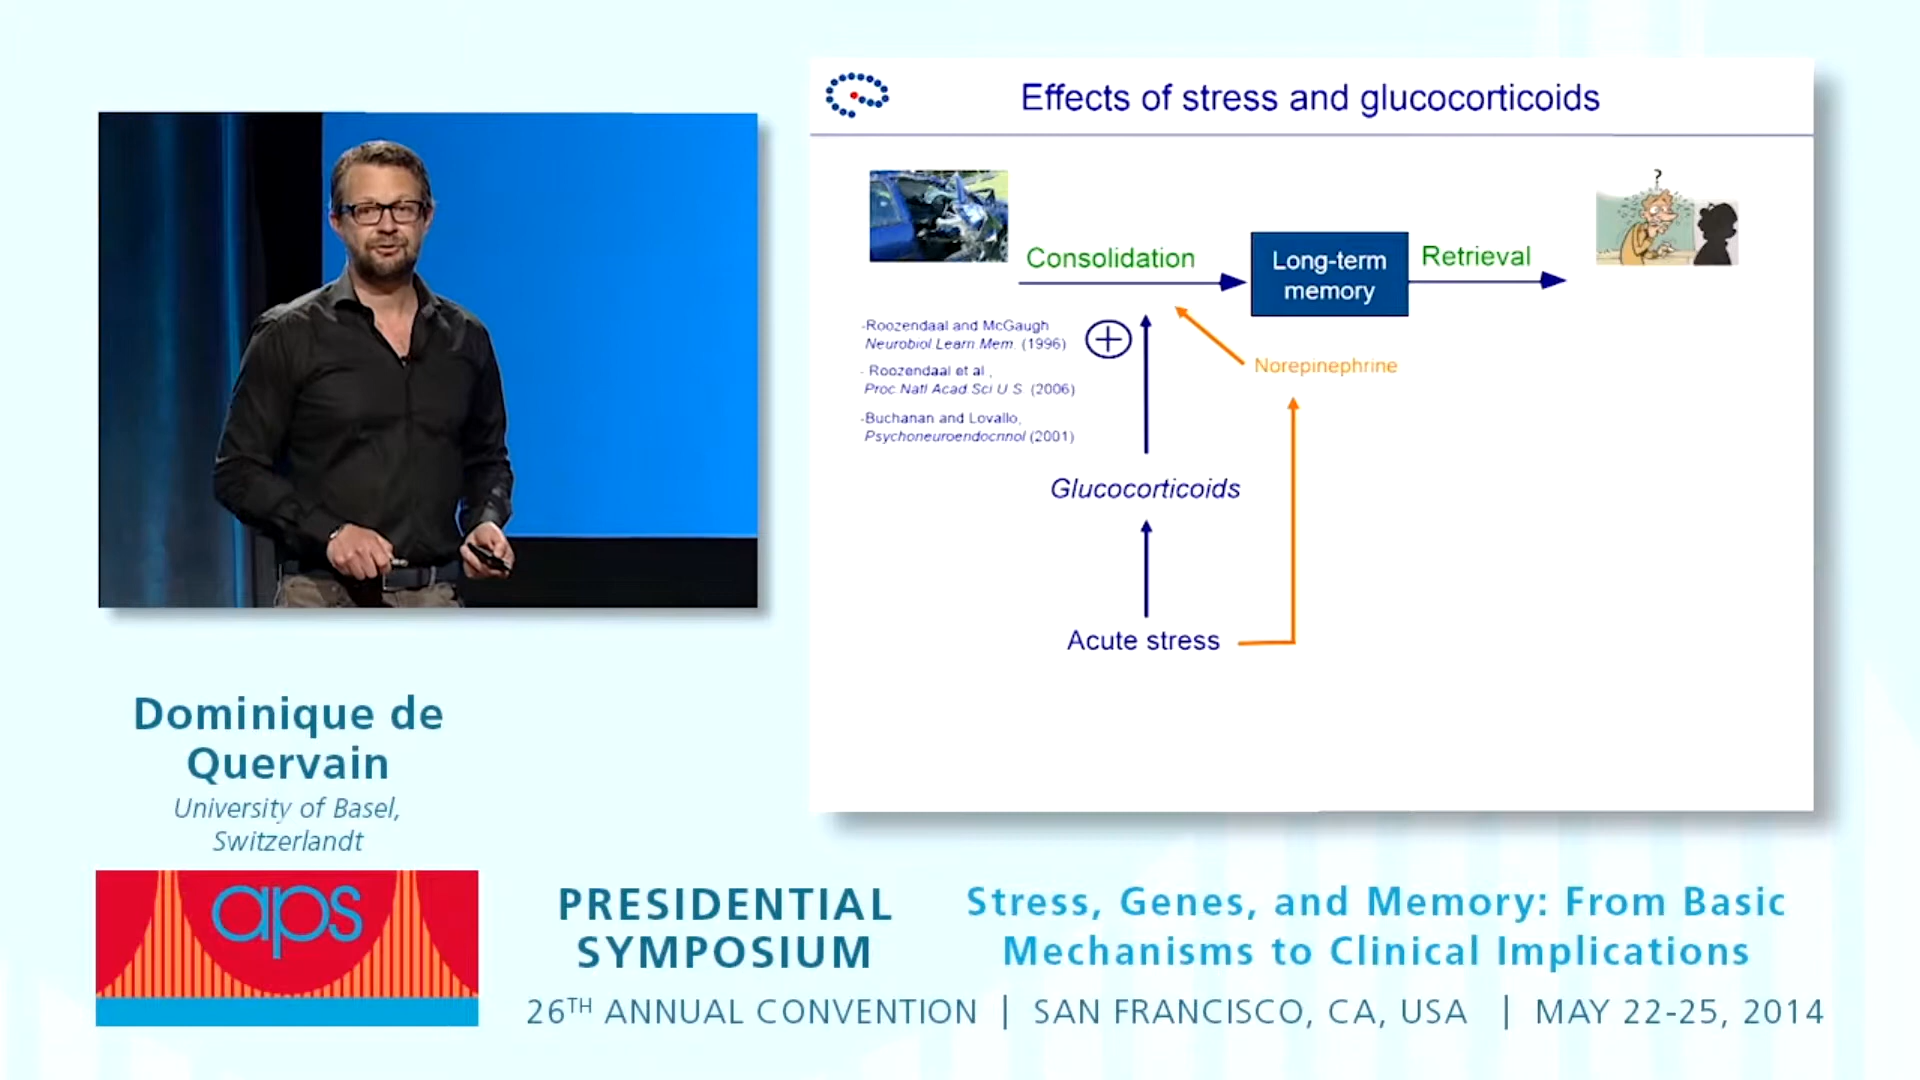 Effects of stress and glucocorticoids
?
Consolidation
Long-term
memory
Retrieval
-Roozendaal and McGaugh
Neurobiol Learn Mem. (1996)
- Roozendaal et al.,
Proc Natl Acad Sci U S (2006)
-Buchanan and Lovallo,
Psychoneuroendocrinol (2001)
Norepinephrine
Glucocorticoids
Acute stress
Dominique de
Quervain
University of Basel,
Switzerlandt
aps
PRESIDENTIAL
SYMPOSIUM
Stress, Genes, and Memory: From Basic
Mechanisms to Clinical Implications
26TH ANNUAL CONVENTION | SAN FRANCISCO, CA, USA | MAY 22-25, 2014